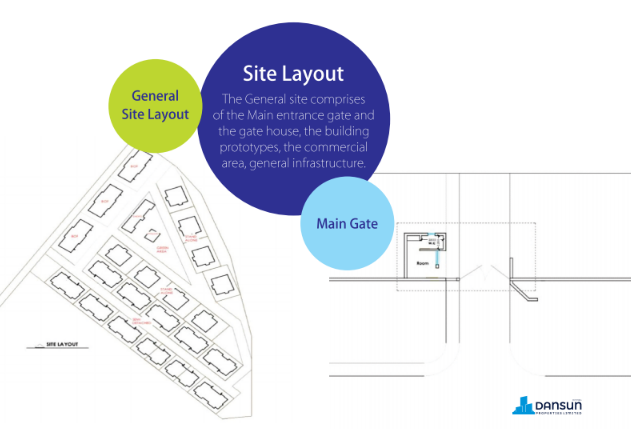 Site Layout
The General site comprises
of the Main entrance gate and
the gate house, the building
prototypes, the commercial
area, general infrastructure.
General
Site Layout
Main Gate
Room
SITE LAYOUT
DANSUN
PROPERTIES LIMITED